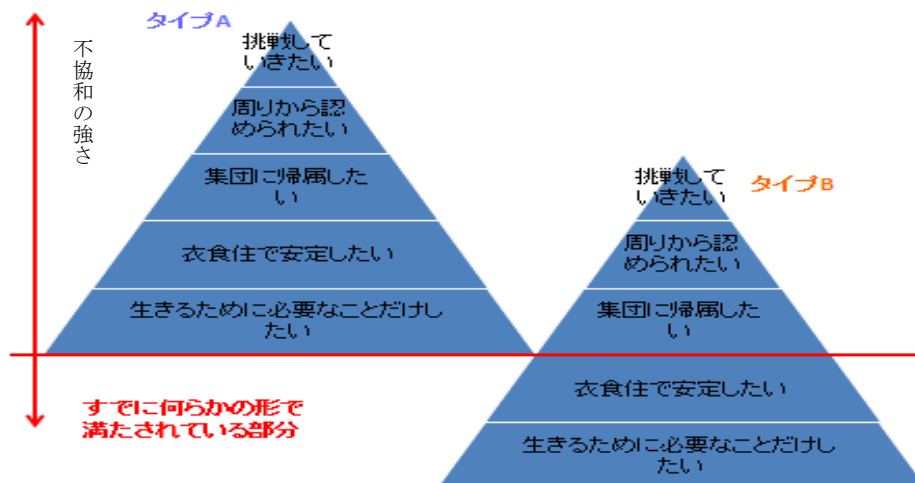 タイプA
不協和の強さ
挑戦して
いきたい
周りから認
められたい
集団に帰属した
い
衣食住で安定したい
生きるために必要なことだけし
たい
すでに何らかの形で
満たされている部分
タイプB
挑戦して
いきたい
周りから認
められたい
集団に帰属した
い
衣食住で安定したい
生きるために必要なことだけし
たい